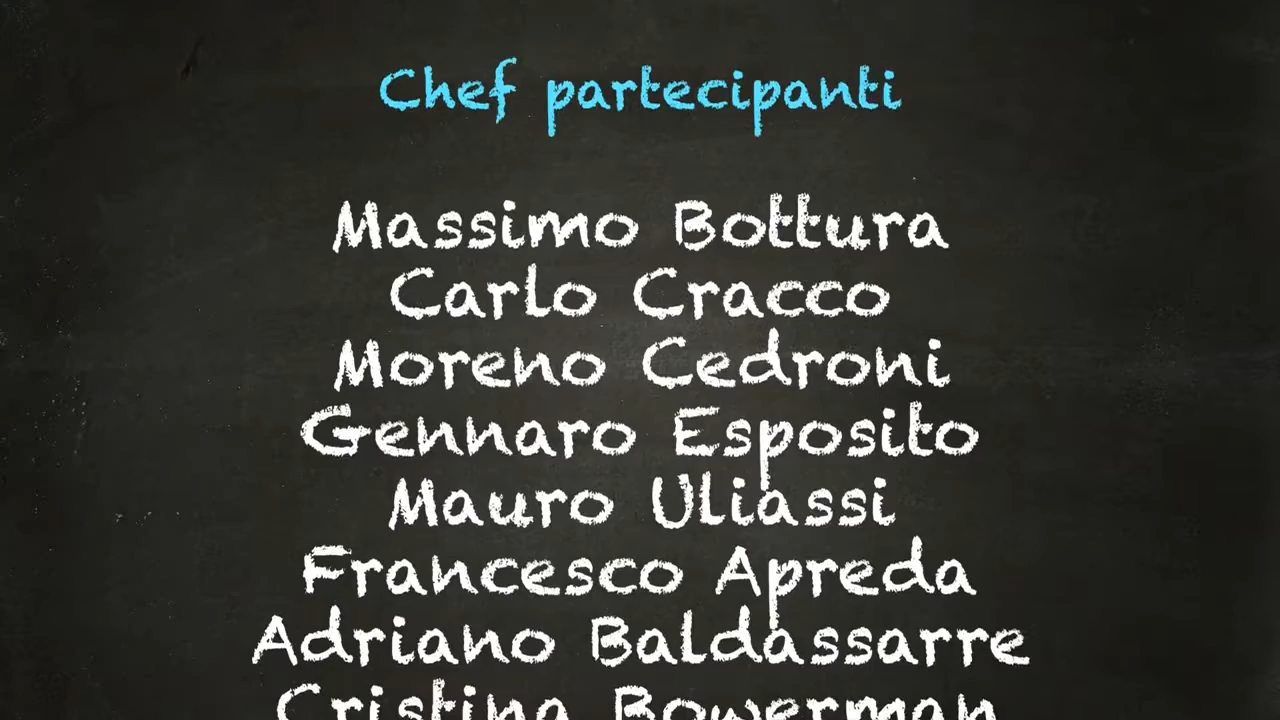 Chef partecipanti
Massimo Bottura
Carlo Cracco
Moreno Cedroni
Gennaro Esposito
Mauro Uliassi
Francesco Apreda
Adriano Baldassarre
Cristina Bowerman